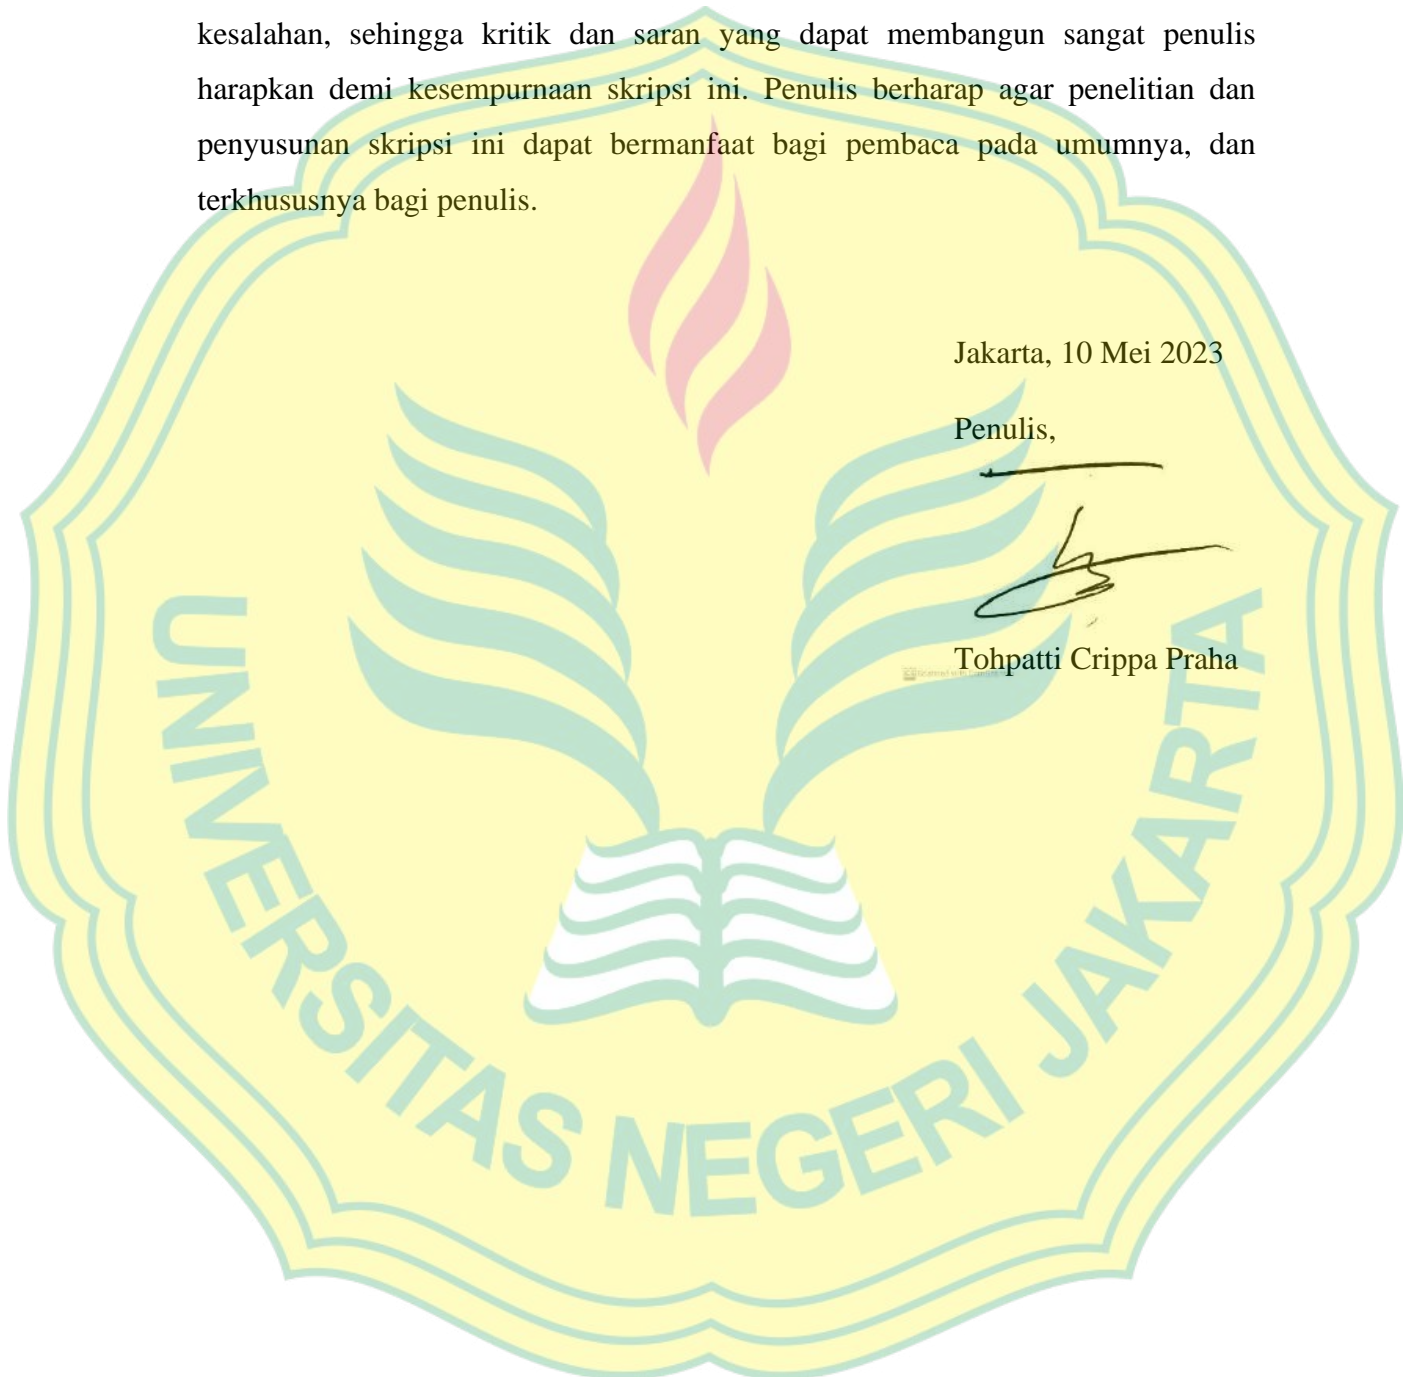 kesalahan, sehingga kritik dan saran yang dapat membangun sangat penulis
harapkan demi kesempurnaan skripsi ini. Penulis berharap agar penelitian dan
penyusunan skripsi ini dapat bermanfaat bagi pembaca pada umumnya, dan
terkhususnya bagi penulis.
Jakarta, 10 Mei 2023
Penulis,
Tohpatti Crippa Praha
UNIVERSITAS NEGERI JAKARTA